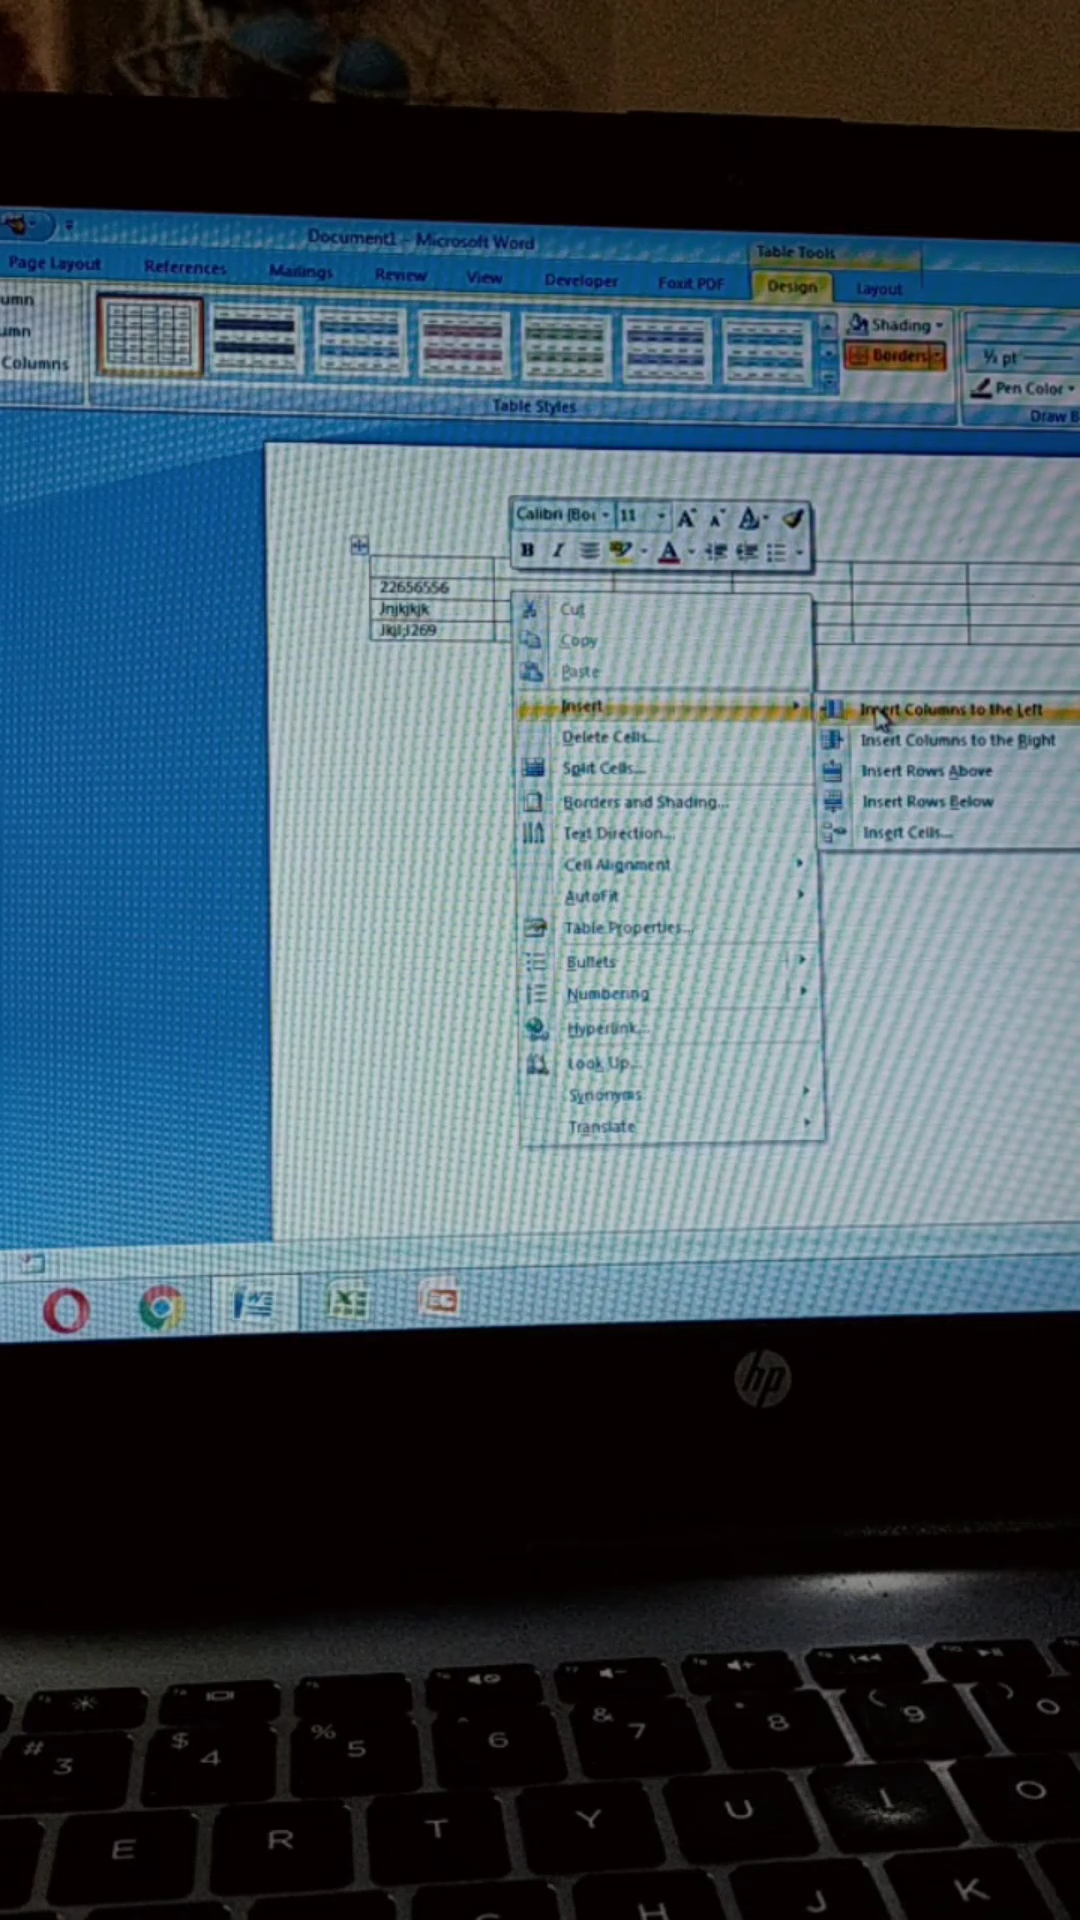 Document1 - Microsoft Word
Table Tools
Page Layout References Mailings Review View Developer Foxit PDF Design Layout
umn
umn
Columns
Shading
Borders
½ pt
Pen Color
Table Styles
Draw B
Calibri (Bo 11 A A A
B I A
22656556
Jnjkjkjk
Cut
Copy
Paste
Insert
Delete Cells...
Split Cells...
Borders and Shading...
Text Direction...
Cell Alignment
AutoFit
Table Properties...
Bullets
Numbering
Hyperlink...
Look Up...
Synonyms
Translate
Insert Columns to the Left
Insert Columns to the Right
Insert Rows Above
Insert Rows Below
Insert Cells...
hp
# 3 $ 4 % 5 ^ 6 & 7 * 8 ( 9 ) 0
E R T Y U I O
H J K